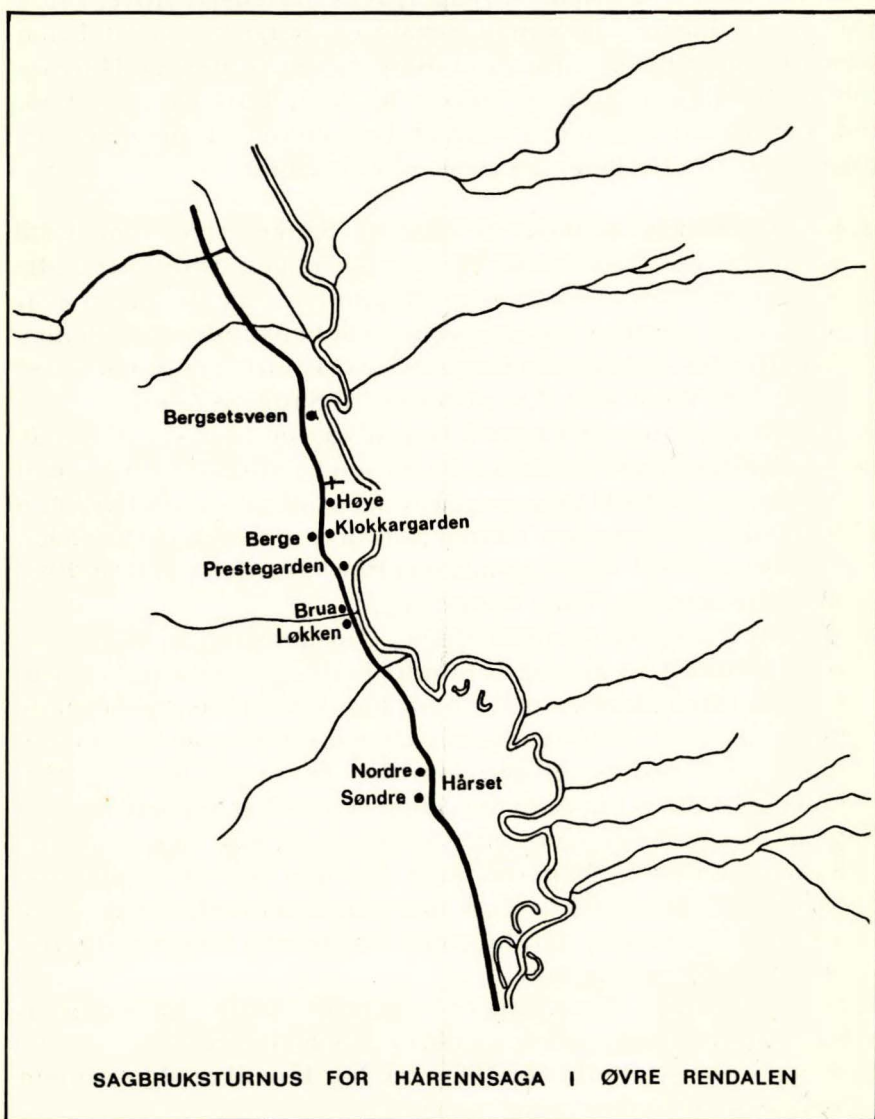 Bergsetsveen
Høye
Klokkargarden
Berge
Prestegarden
Brua
Løkken
Nordre
Hårset
Søndre
SAGBRUKSTURNUS FOR HÅRENNSAGA I ØVRE RENDALEN